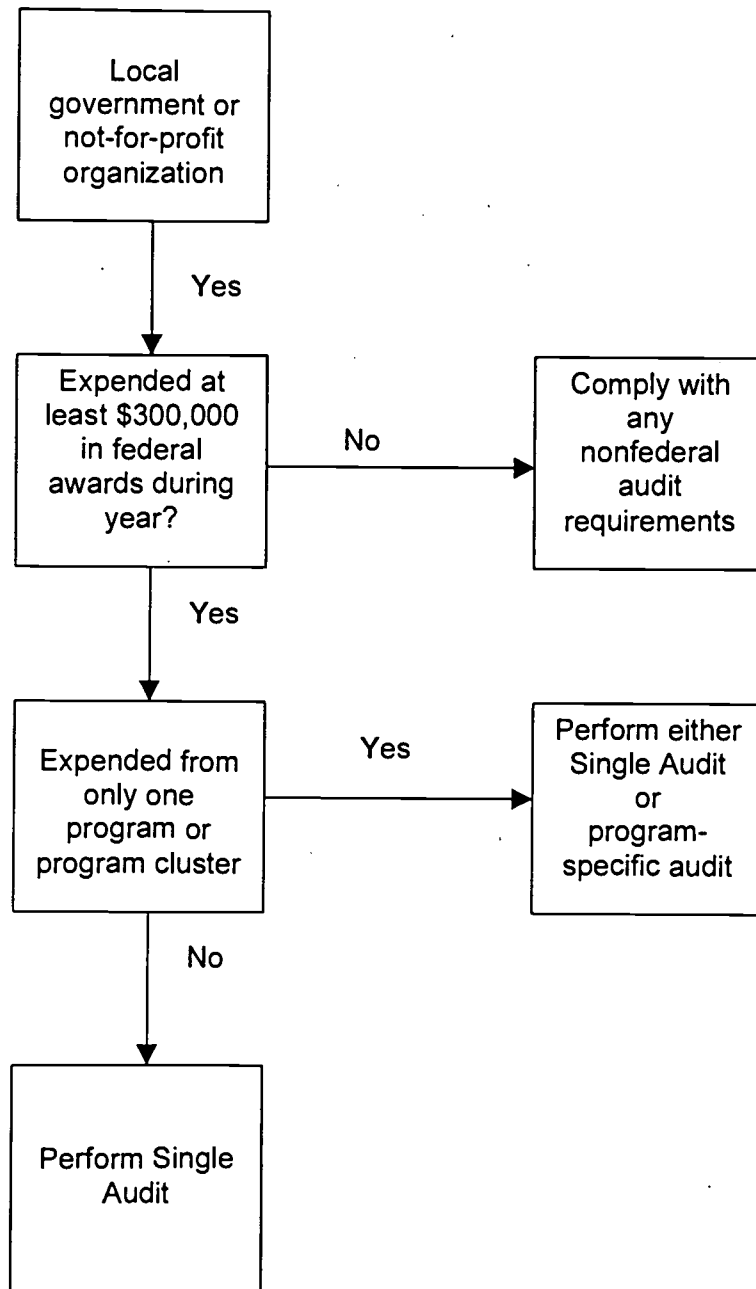 Local
government or
not-for-profit
organization
Yes
Expended at
least $300,000
in federal
awards during
year?
No
Comply with
any
nonfederal
audit
requirements
Yes
Expended from
only one
program or
program cluster
Yes
Perform either
Single Audit
or
program-
specific audit
No
Perform Single
Audit